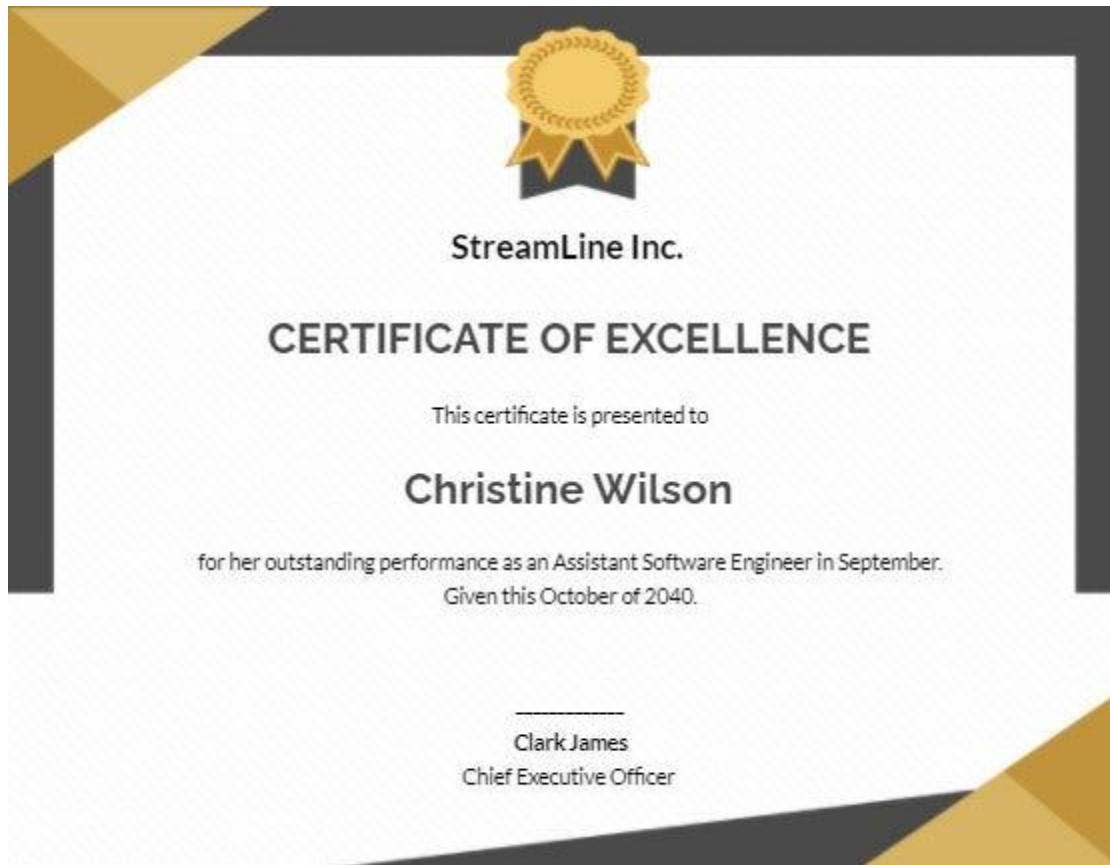 StreamLine Inc.
CERTIFICATE OF EXCELLENCE
This certificate is presented to
Christine Wilson
for her outstanding performance as an Assistant Software Engineer in September.
Given this October of 2040.
_____________
Clark James
Chief Executive Officer